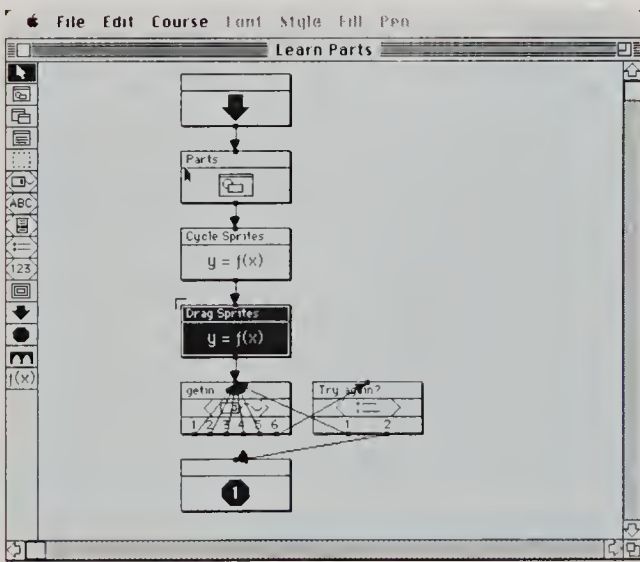 File Edit Course Font Style Fill Pen
Learn Parts
Parts
Cycle Sprites
y = f(x)
Drag Sprites
y = f(x)
getin
Try again?
1 2 3 4 5 6
1 2
1
ABC
123
f(x)